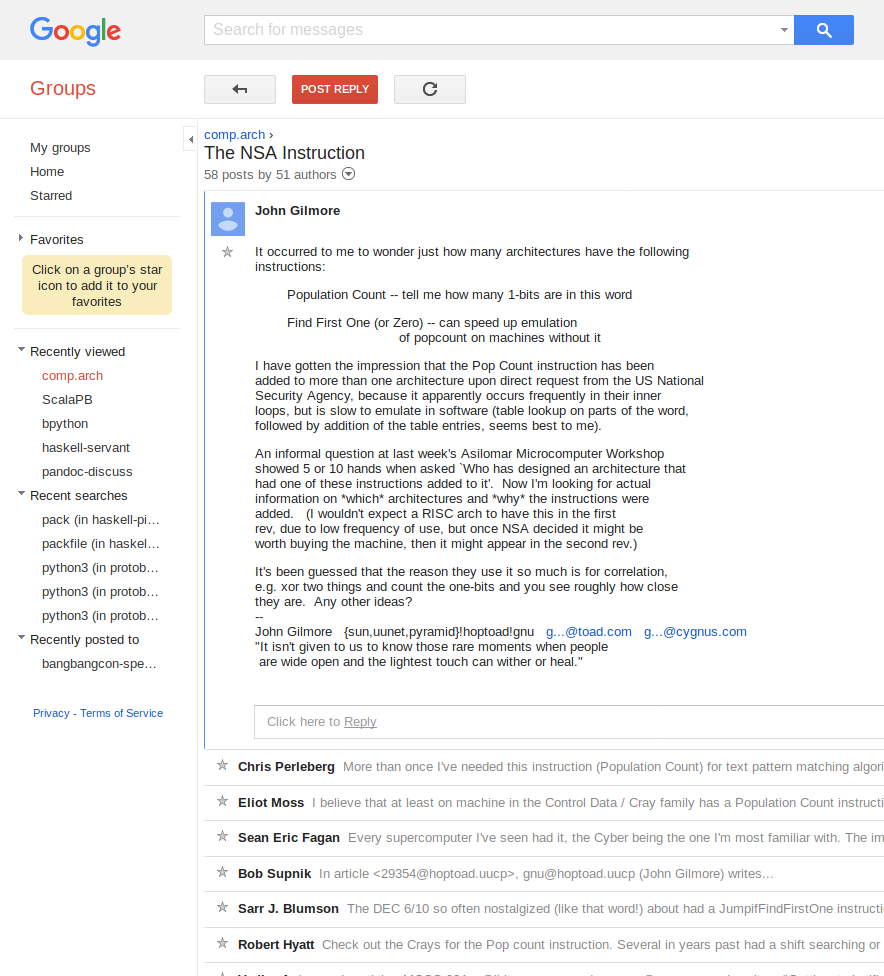 Google
Search for messages
Groups
POST REPLY
My groups
Home
Starred
Favorites
Click on a group's star
icon to add it to your
favorites
Recently viewed
comp.arch
ScalaPB
bpython
haskell-servant
pandoc-discuss
Recent searches
pack (in haskell-pi…
packfile (in haskel…
python3 (in protob…
python3 (in protob…
python3 (in protob…
Recently posted to
bangbangcon-spe…
Privacy - Terms of Service
comp.arch ›
The NSA Instruction
58 posts by 51 authors
John Gilmore
It occurred to me to wonder just how many architectures have the following
instructions:
Population Count -- tell me how many 1-bits are in this word
Find First One (or Zero) -- can speed up emulation
of popcount on machines without it
I have gotten the impression that the Pop Count instruction has been
added to more than one architecture upon direct request from the US National
Security Agency, because it apparently occurs frequently in their inner
loops, but is slow to emulate in software (table lookup on parts of the word,
followed by addition of the table entries, seems best to me).
An informal question at last week's Asilomar Microcomputer Workshop
showed 5 or 10 hands when asked `Who has designed an architecture that
had one of these instructions added to it'.  Now I'm looking for actual
information on *which* architectures and *why* the instructions were
added.   (I wouldn't expect a RISC arch to have this in the first
rev, due to low frequency of use, but once NSA decided it might be
worth buying the machine, then it might appear in the second rev.)
It's been guessed that the reason they use it so much is for correlation,
e.g. xor two things and count the one-bits and you see roughly how close
they are.  Any other ideas?
--
John Gilmore   {sun,uunet,pyramid}!hoptoad!gnu   g…@toad.com   g…@cygnus.com
"It isn't given to us to know those rare moments when people
are wide open and the lightest touch can wither or heal."
Click here to Reply
Chris Perleberg More than once I've needed this instruction (Population Count) for text pattern matching algori
Eliot Moss I believe that at least on machine in the Control Data / Cray family has a Population Count instructi
Sean Eric Fagan Every supercomputer I've seen had it, the Cyber being the one I'm most familiar with. The im
Bob Supnik In article <29354@hoptoad.uucp>, gnu@hoptoad.uucp (John Gilmore) writes…
Sarr J. Blumson The DEC 6/10 so often nostalgized (like that word!) about had a JumpifFindFirstOne instructi
Robert Hyatt Check out the Crays for the Pop count instruction. Several in years past had a shift searching or